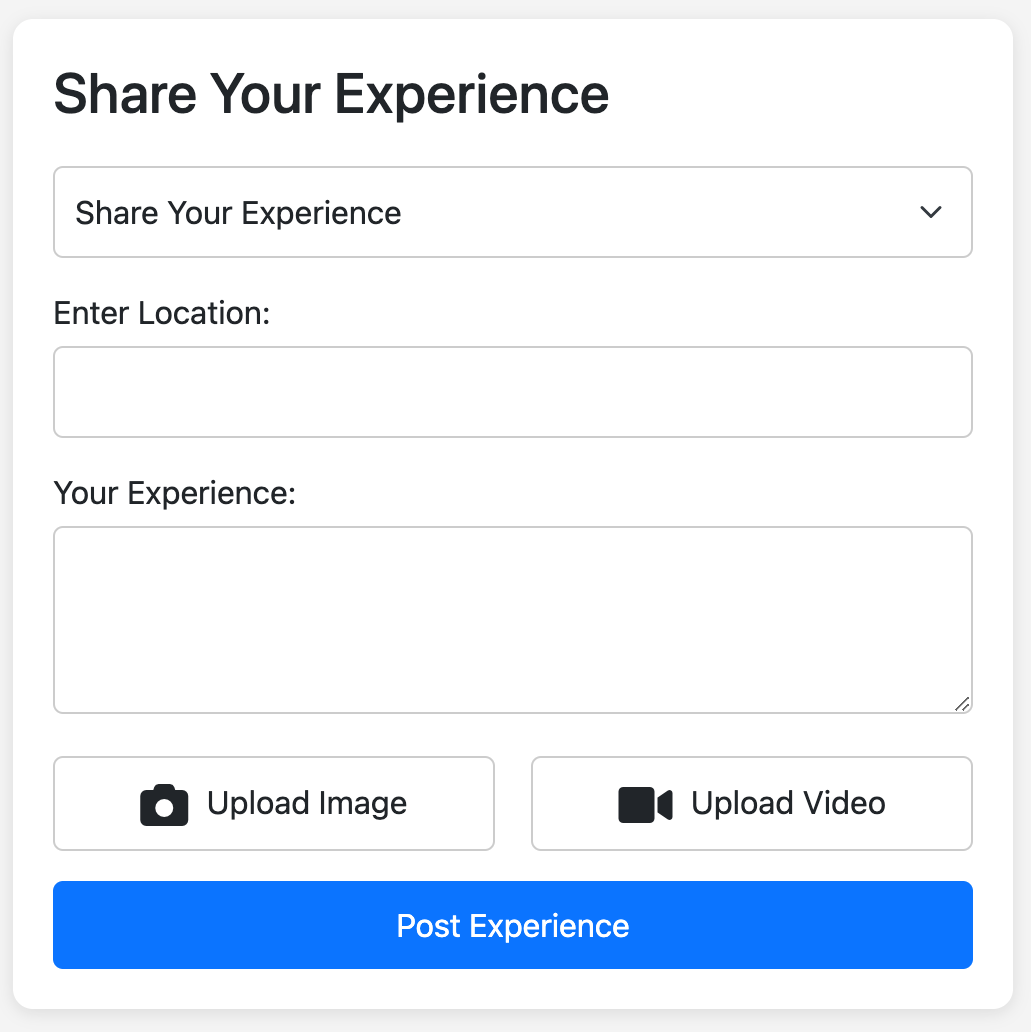 Share Your Experience
Share Your Experience
Enter Location:
Your Experience:
Upload Image
Upload Video
Post Experience